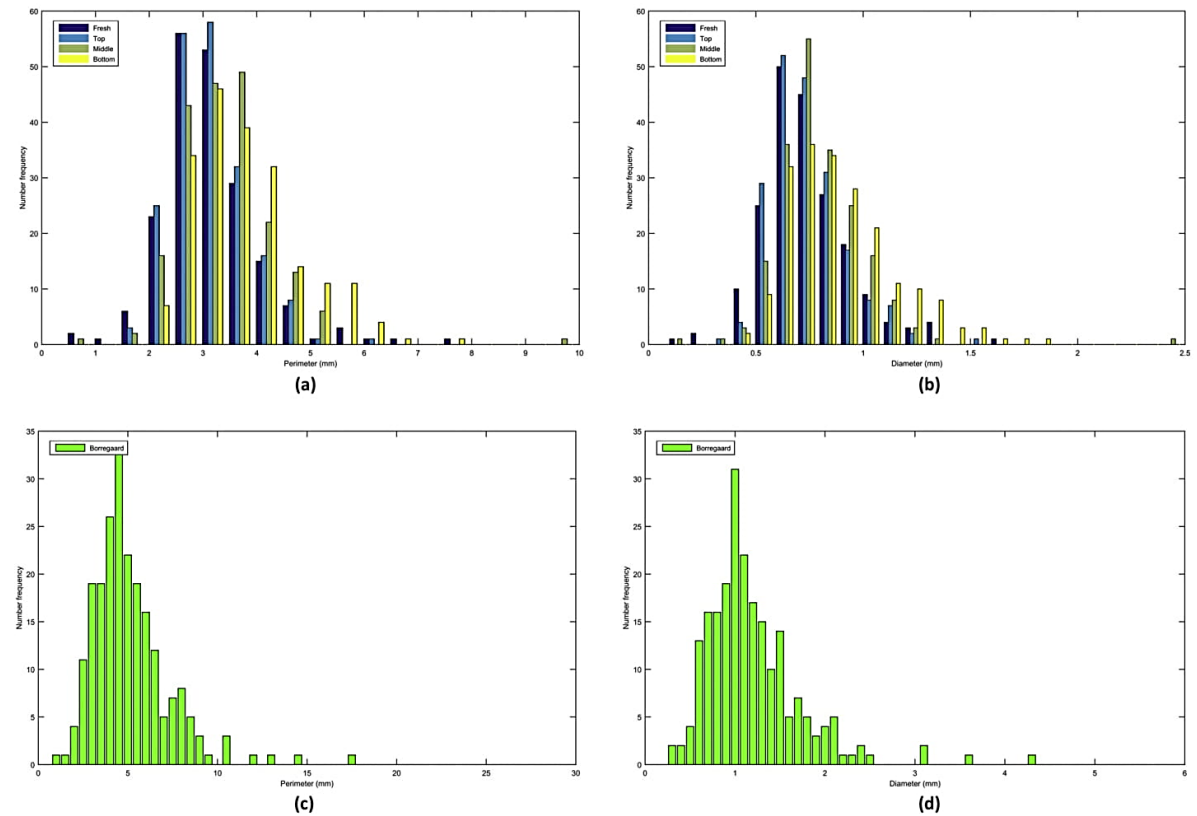 60
50
40
30
20
10
0
Number frequency
Fresh
Top
Middle
Bottom
0 1 2 3 4 5 6 7 8 9 10
Perimeter (mm)
(a)
60
50
40
30
20
10
0
Number frequency
Fresh
Top
Middle
Bottom
0 0.5 1 1.5 2 2.5
Diameter (mm)
(b)
35
30
25
20
15
10
5
0
Number frequency
Borregaard
0 5 10 15 20 25 30
Perimeter (mm)
(c)
35
30
25
20
15
10
5
0
Number frequency
Borregaard
0 1 2 3 4 5 6
Diameter (mm)
(d)